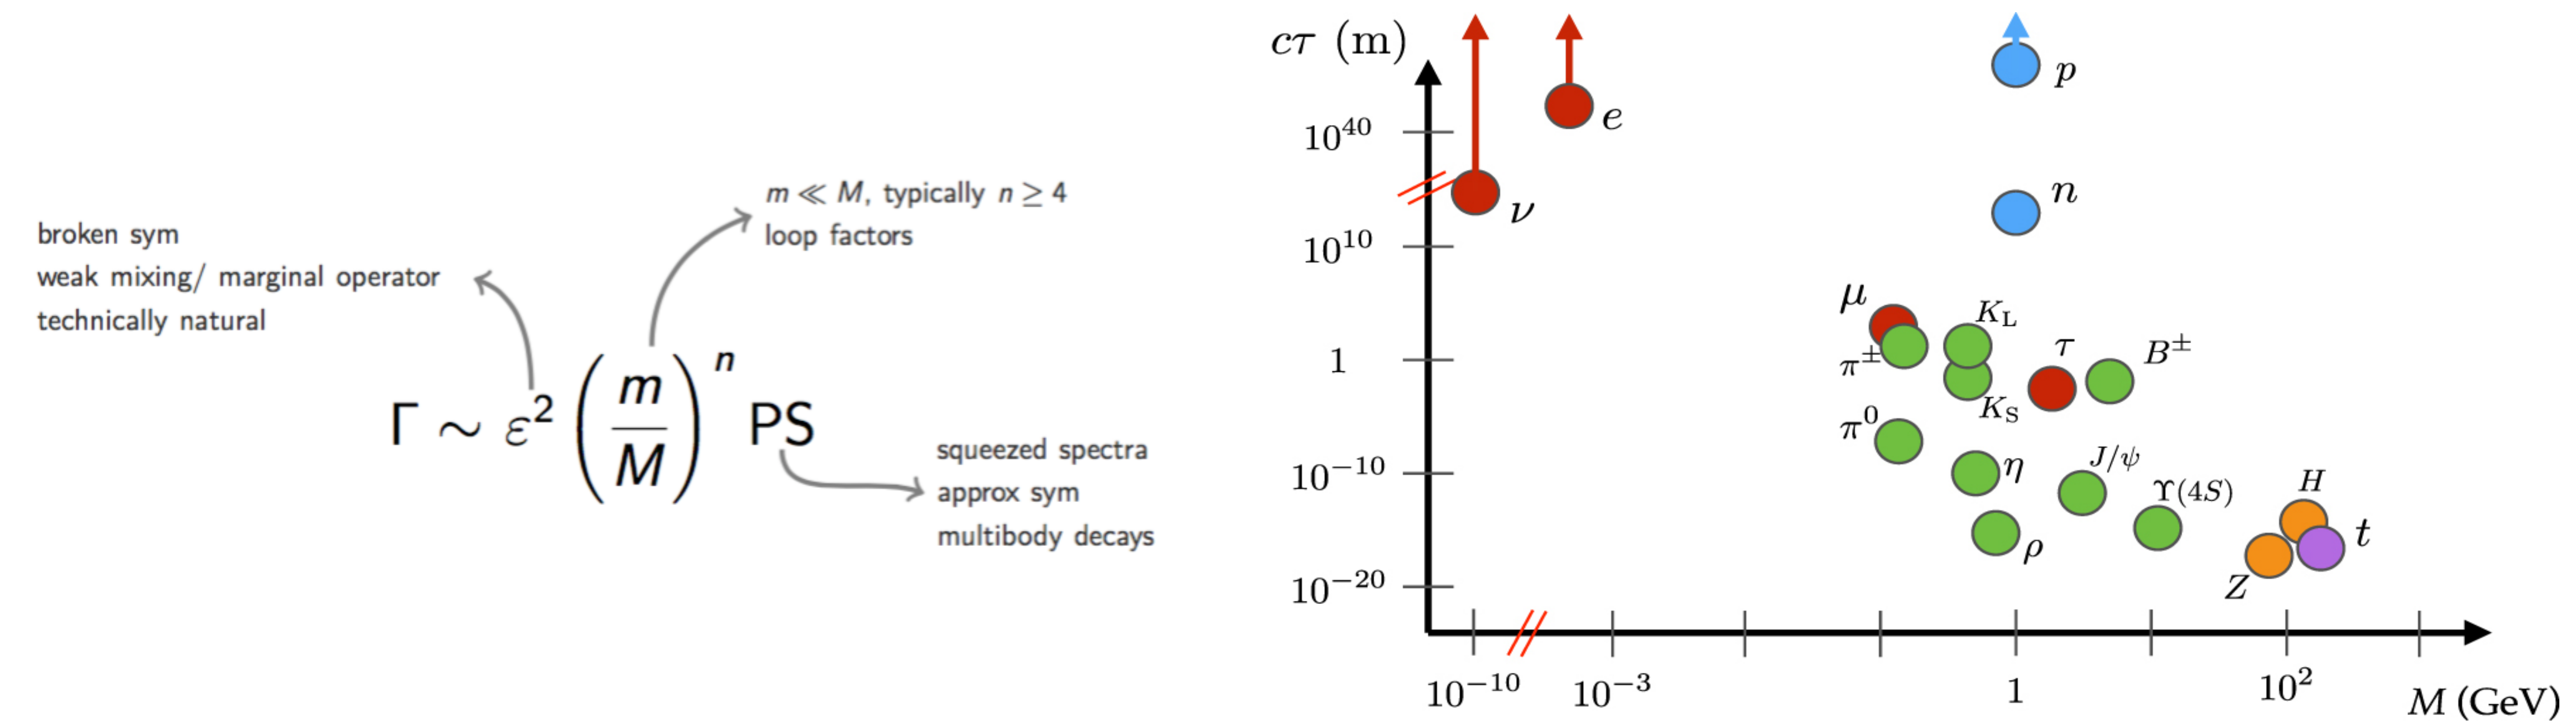 broken sym
weak mixing/ marginal operator
technically natural
m ≪ M, typically n ≥ 4
loop factors
Γ ~ ε² (m/M)ⁿ PS
squeezed spectra
approx sym
multibody decays
cτ (m)
10⁴⁰
10¹⁰
1
10⁻¹⁰
10⁻²⁰
ν
e
p
n
μ
π±
K_L
K_S
τ
B±
π⁰
η
ρ
J/ψ
ϒ(4S)
H
t
Z
10⁻¹⁰
10⁻³
1
10²
M (GeV)